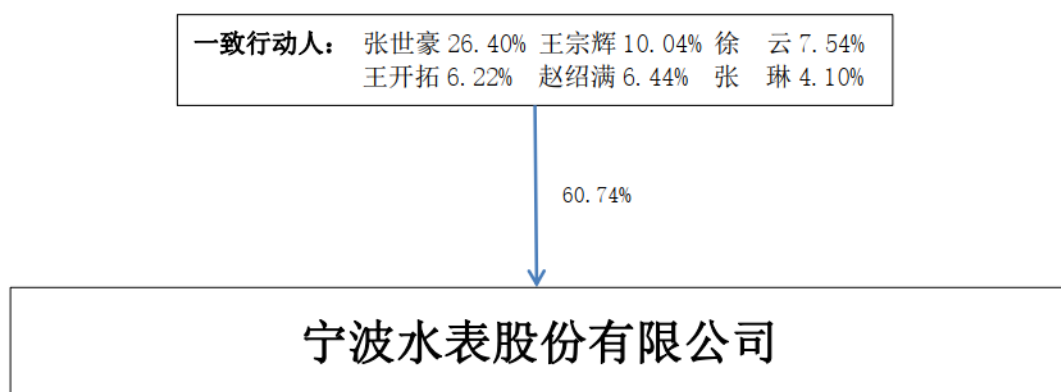 一致行动人: 张世豪 26.40% 王宗辉 10.04% 徐 云 7.54%
王开拓 6.22% 赵绍满 6.44% 张 琳 4.10%
60.74%
宁波水表股份有限公司